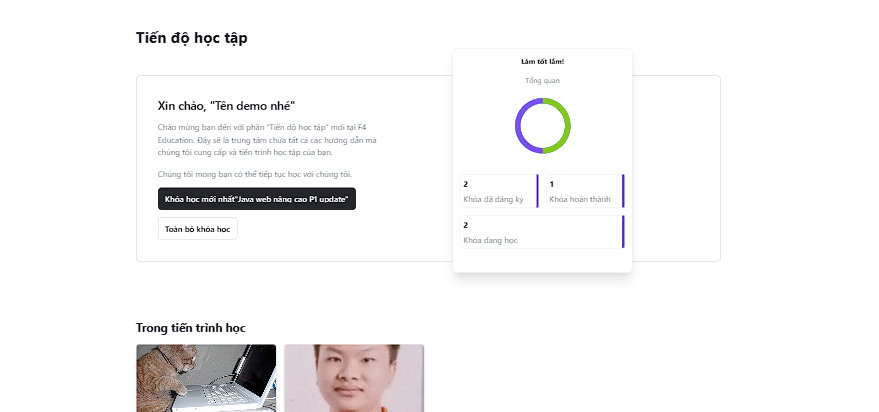 Tiến độ học tập
Làm tốt lắm!
Tổng quan
Xin chào, "Tên demo nhé"
Chào mừng bạn đến với phần "Tiến độ học tập" mới tại F4
Education. Đây sẽ là trung tâm chứa tất cả các hướng dẫn mà
chúng tôi cung cấp và tiến trình học tập của bạn.
Chúng tôi mong bạn có thể tiếp tục học với chúng tôi.
Khóa học mới nhất"Java web nâng cao P1 update"
Toàn bộ khóa học
2
Khóa đã đăng ký
1
Khóa hoàn thành
2
Khóa đang học
Trong tiến trình học